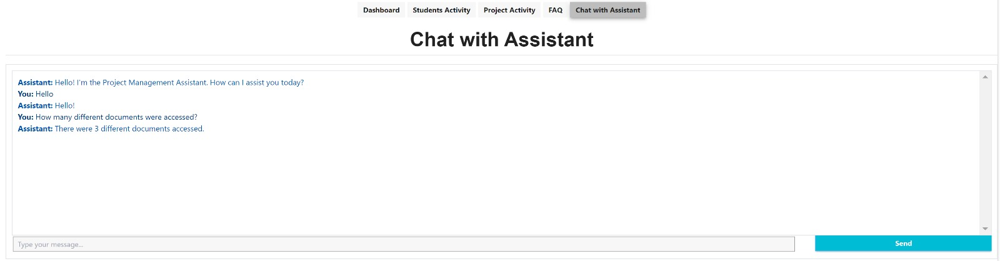 Dashboard Students Activity Project Activity FAQ Chat with Assistant
Chat with Assistant
Assistant: Hello! I'm the Project Management Assistant. How can I assist you today?
You: Hello
Assistant: Hello!
You: How many different documents were accessed?
Assistant: There were 3 different documents accessed.
Type your message...
Send